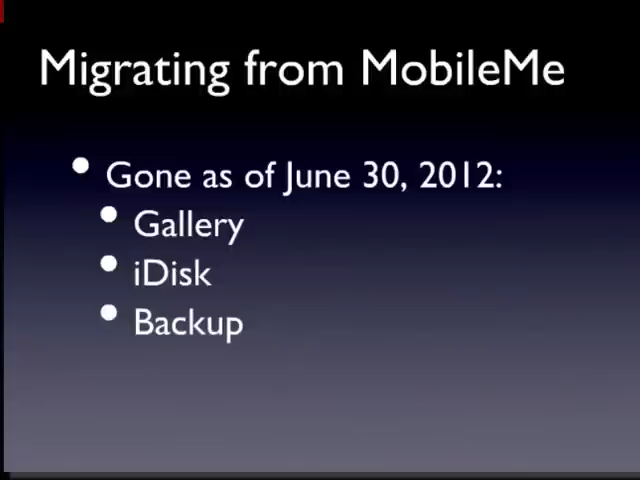 Migrating from MobileMe
• Gone as of June 30, 2012:
• Gallery
• iDisk
• Backup